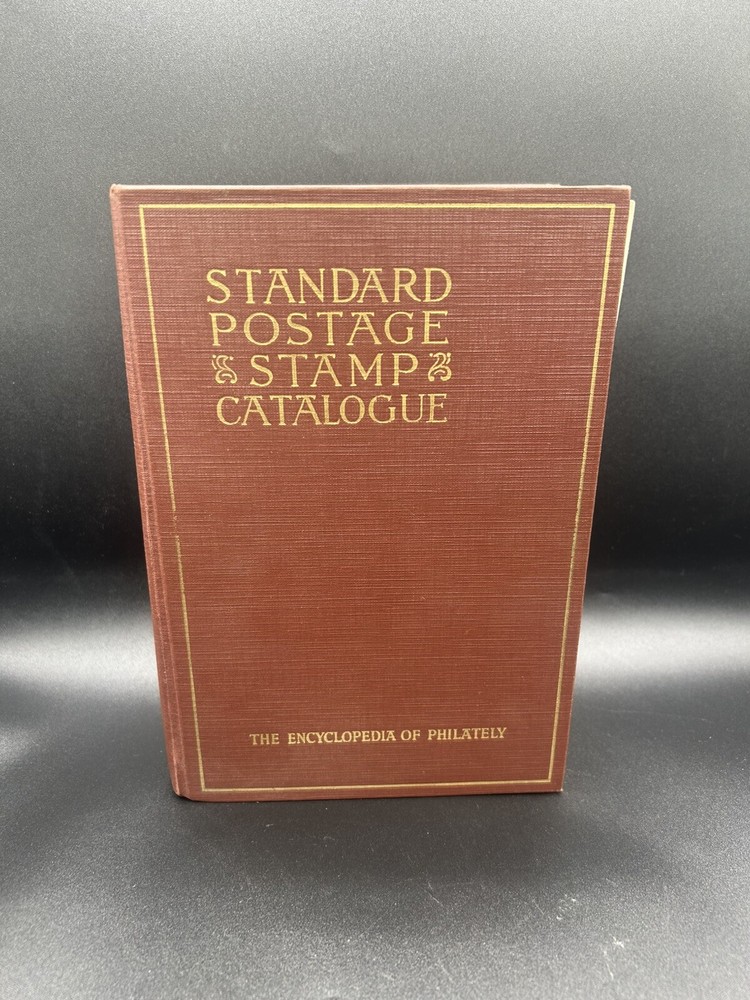 STANDARD
POSTAGE
STAMP
CATALOGUE
THE ENCYCLOPEDIA OF PHILATELY